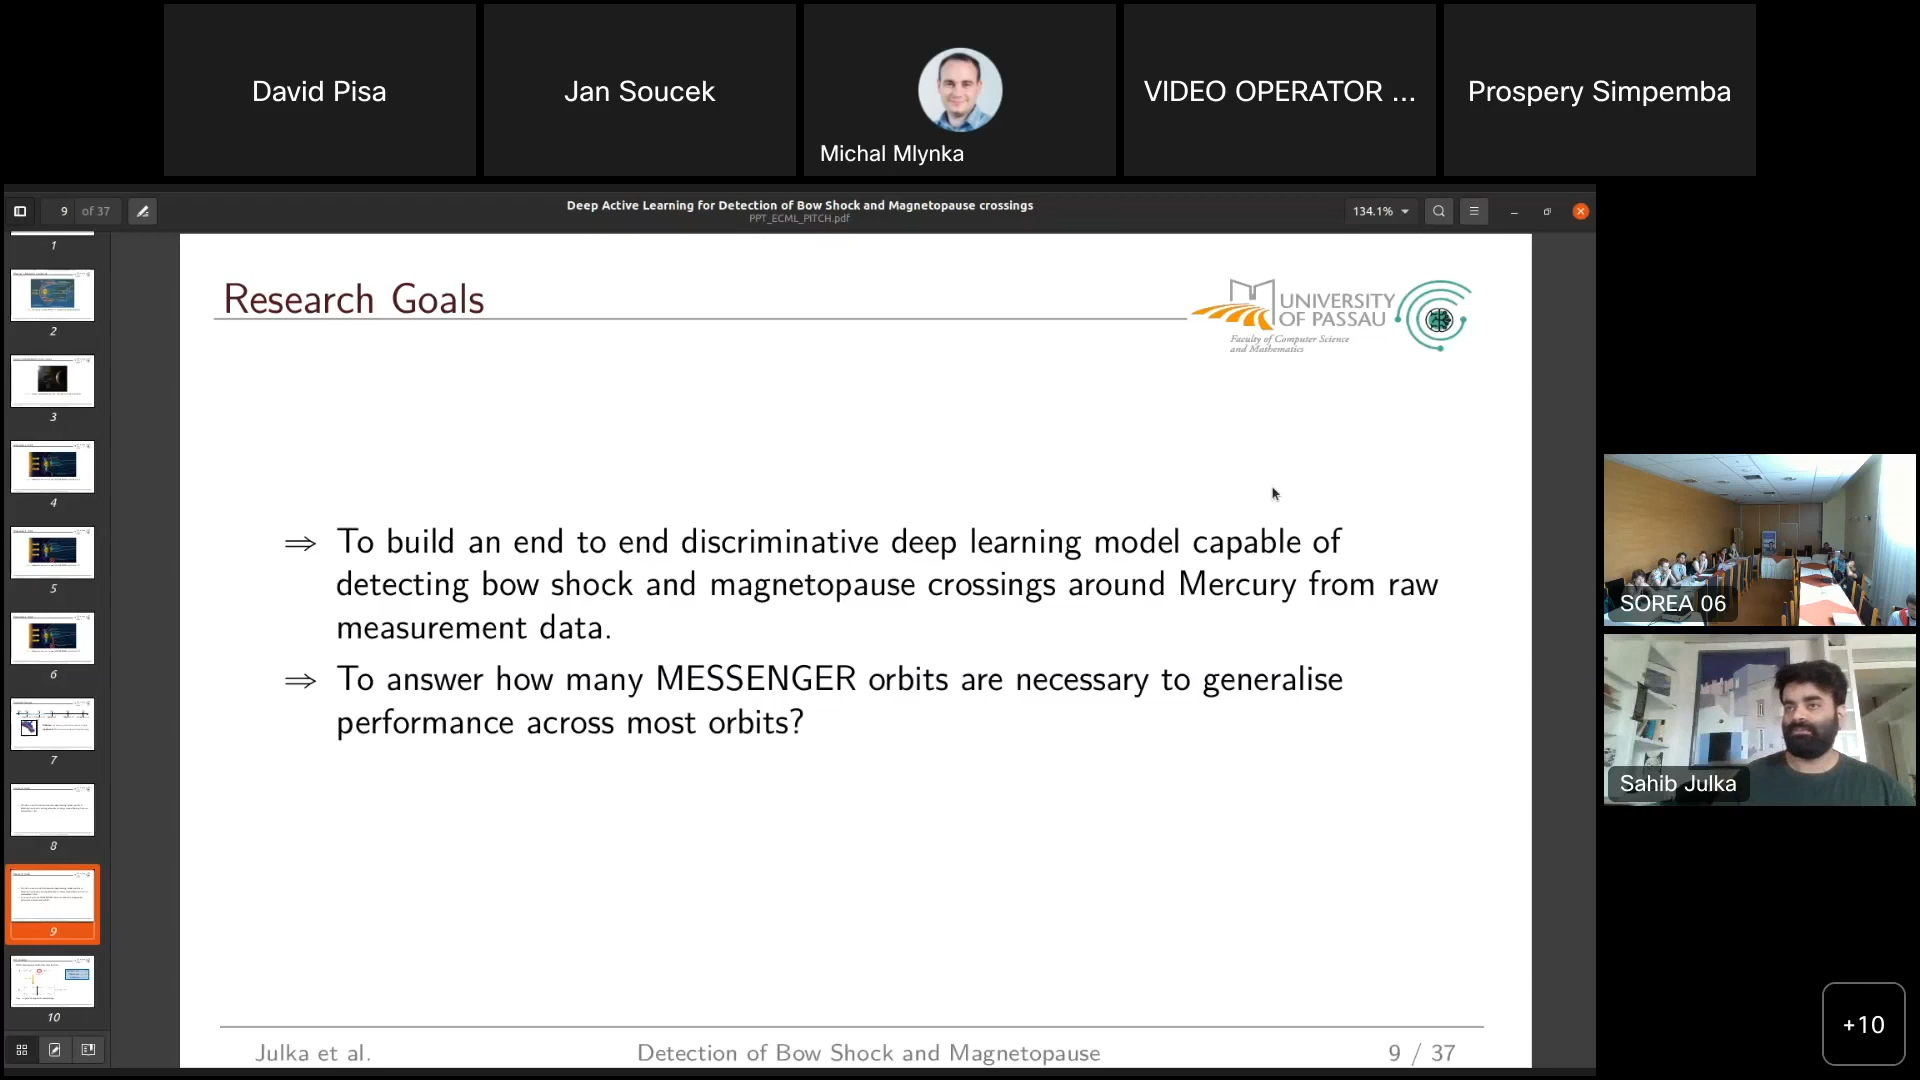 David Pisa
Jan Soucek
Michal Mlynka
VIDEO OPERATOR ...
Prospery Simpemba
9 of 37
Deep Active Learning for Detection of Bow Shock and Magnetopause crossings
PPT_ECML_PITCH.pdf
134.1%
1
2
3
4
5
6
7
8
9
10
Research Goals
UNIVERSITY
OF PASSAU
Faculty of Computer Science
and Mathematics
⇒ To build an end to end discriminative deep learning model capable of
detecting bow shock and magnetopause crossings around Mercury from raw
measurement data.
⇒ To answer how many MESSENGER orbits are necessary to generalise
performance across most orbits?
Julka et al.
Detection of Bow Shock and Magnetopause
9 / 37
SOREA 06
Sahib Julka
+10